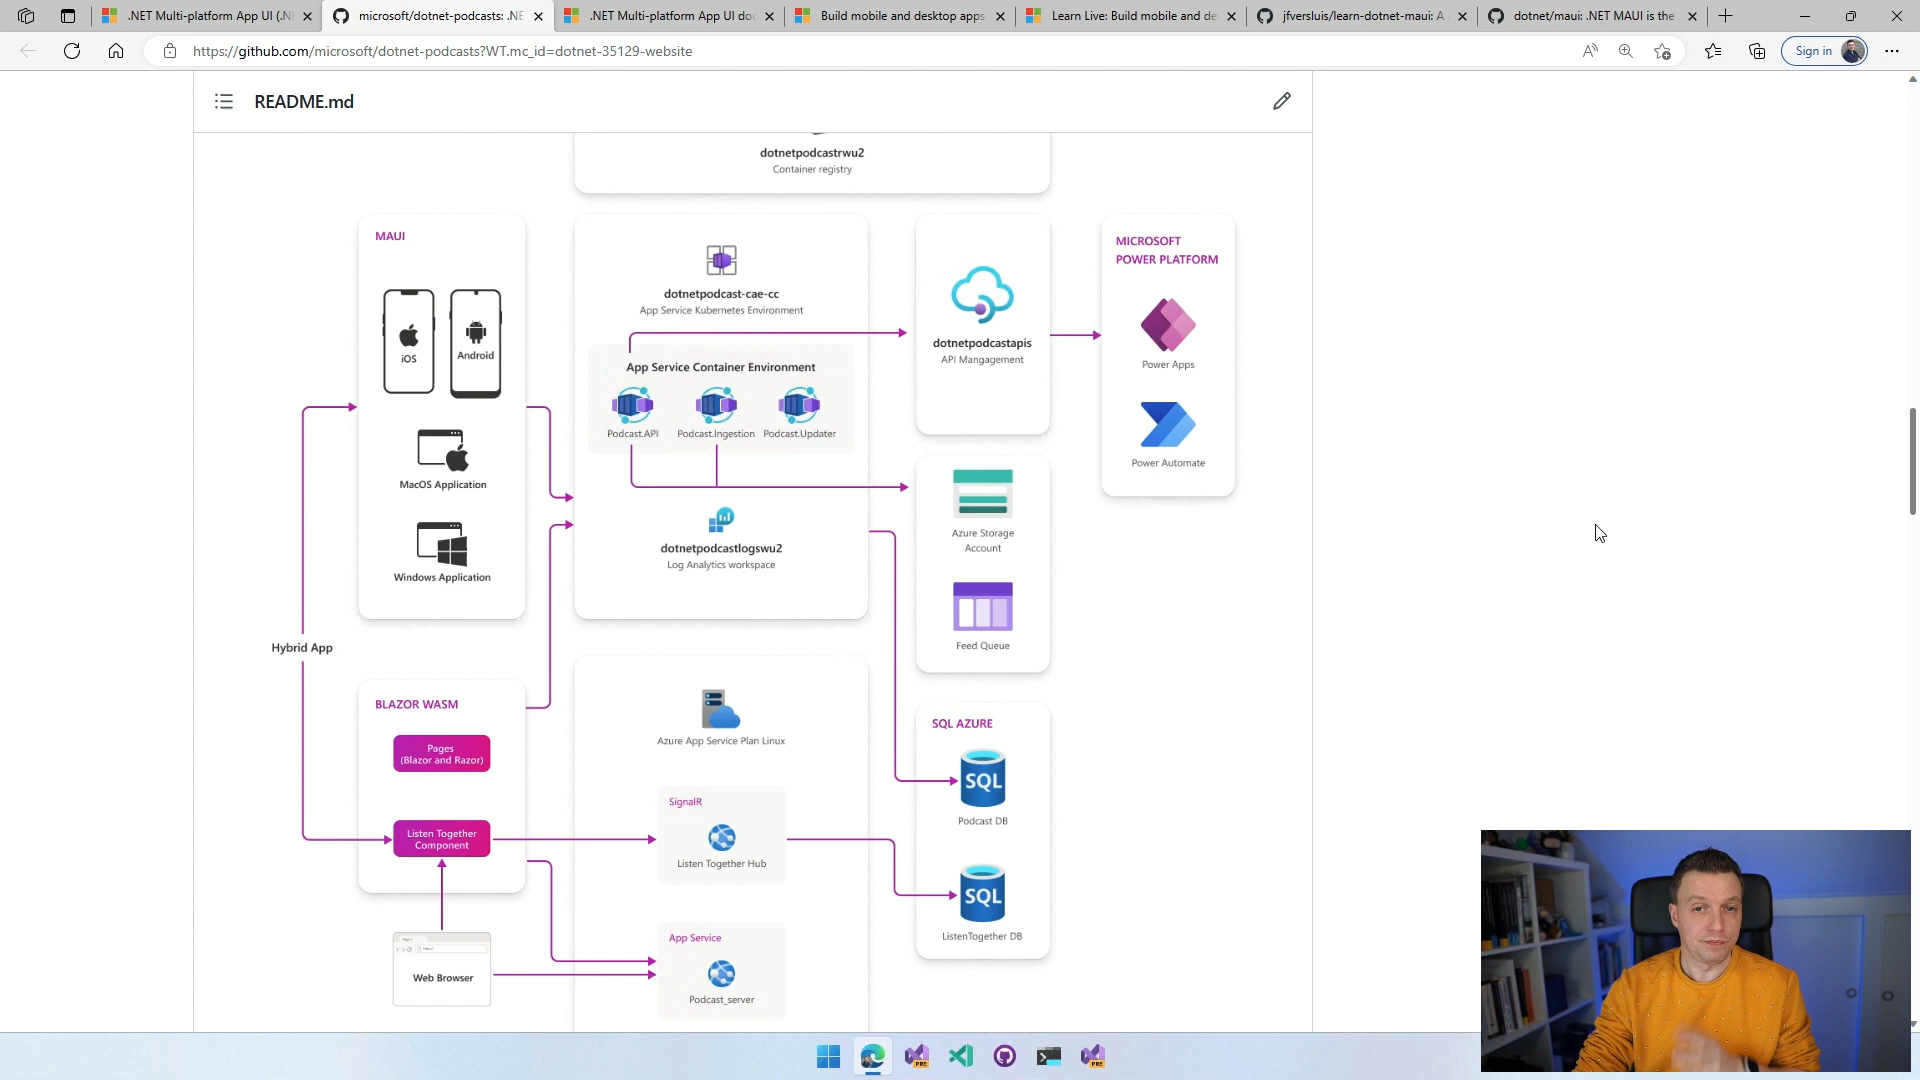 .NET Multi-platform App UI (.NE
microsoft/dotnet-podcasts: .NE
.NET Multi-platform App UI doc
Build mobile and desktop apps
Learn Live: Build mobile and de
jfversluis/learn-dotnet-maui: A
dotnet/maui: .NET MAUI is the
https://github.com/microsoft/dotnet-podcasts?WT.mc_id=dotnet-35129-website
Sign in
README.md
dotnetpodcastrwu2
Container registry
MAUI
iOS
Android
MacOS Application
Windows Application
dotnetpodcast-cae-cc
App Service Kubernetes Environment
App Service Container Environment
Podcast.API
Podcast.Ingestion
Podcast.Updater
dotnetpodcastlogswu2
Log Analytics workspace
dotnetpodcastapis
API Mangagement
MICROSOFT
POWER PLATFORM
Power Apps
Power Automate
Azure Storage
Account
Feed Queue
Hybrid App
BLAZOR WASM
Pages
(Blazor and Razor)
Listen Together
Component
Web Browser
Azure App Service Plan Linux
SignalR
Listen Together Hub
App Service
Podcast_server
SQL AZURE
SQL
Podcast DB
SQL
ListenTogether DB
PRE
PRE